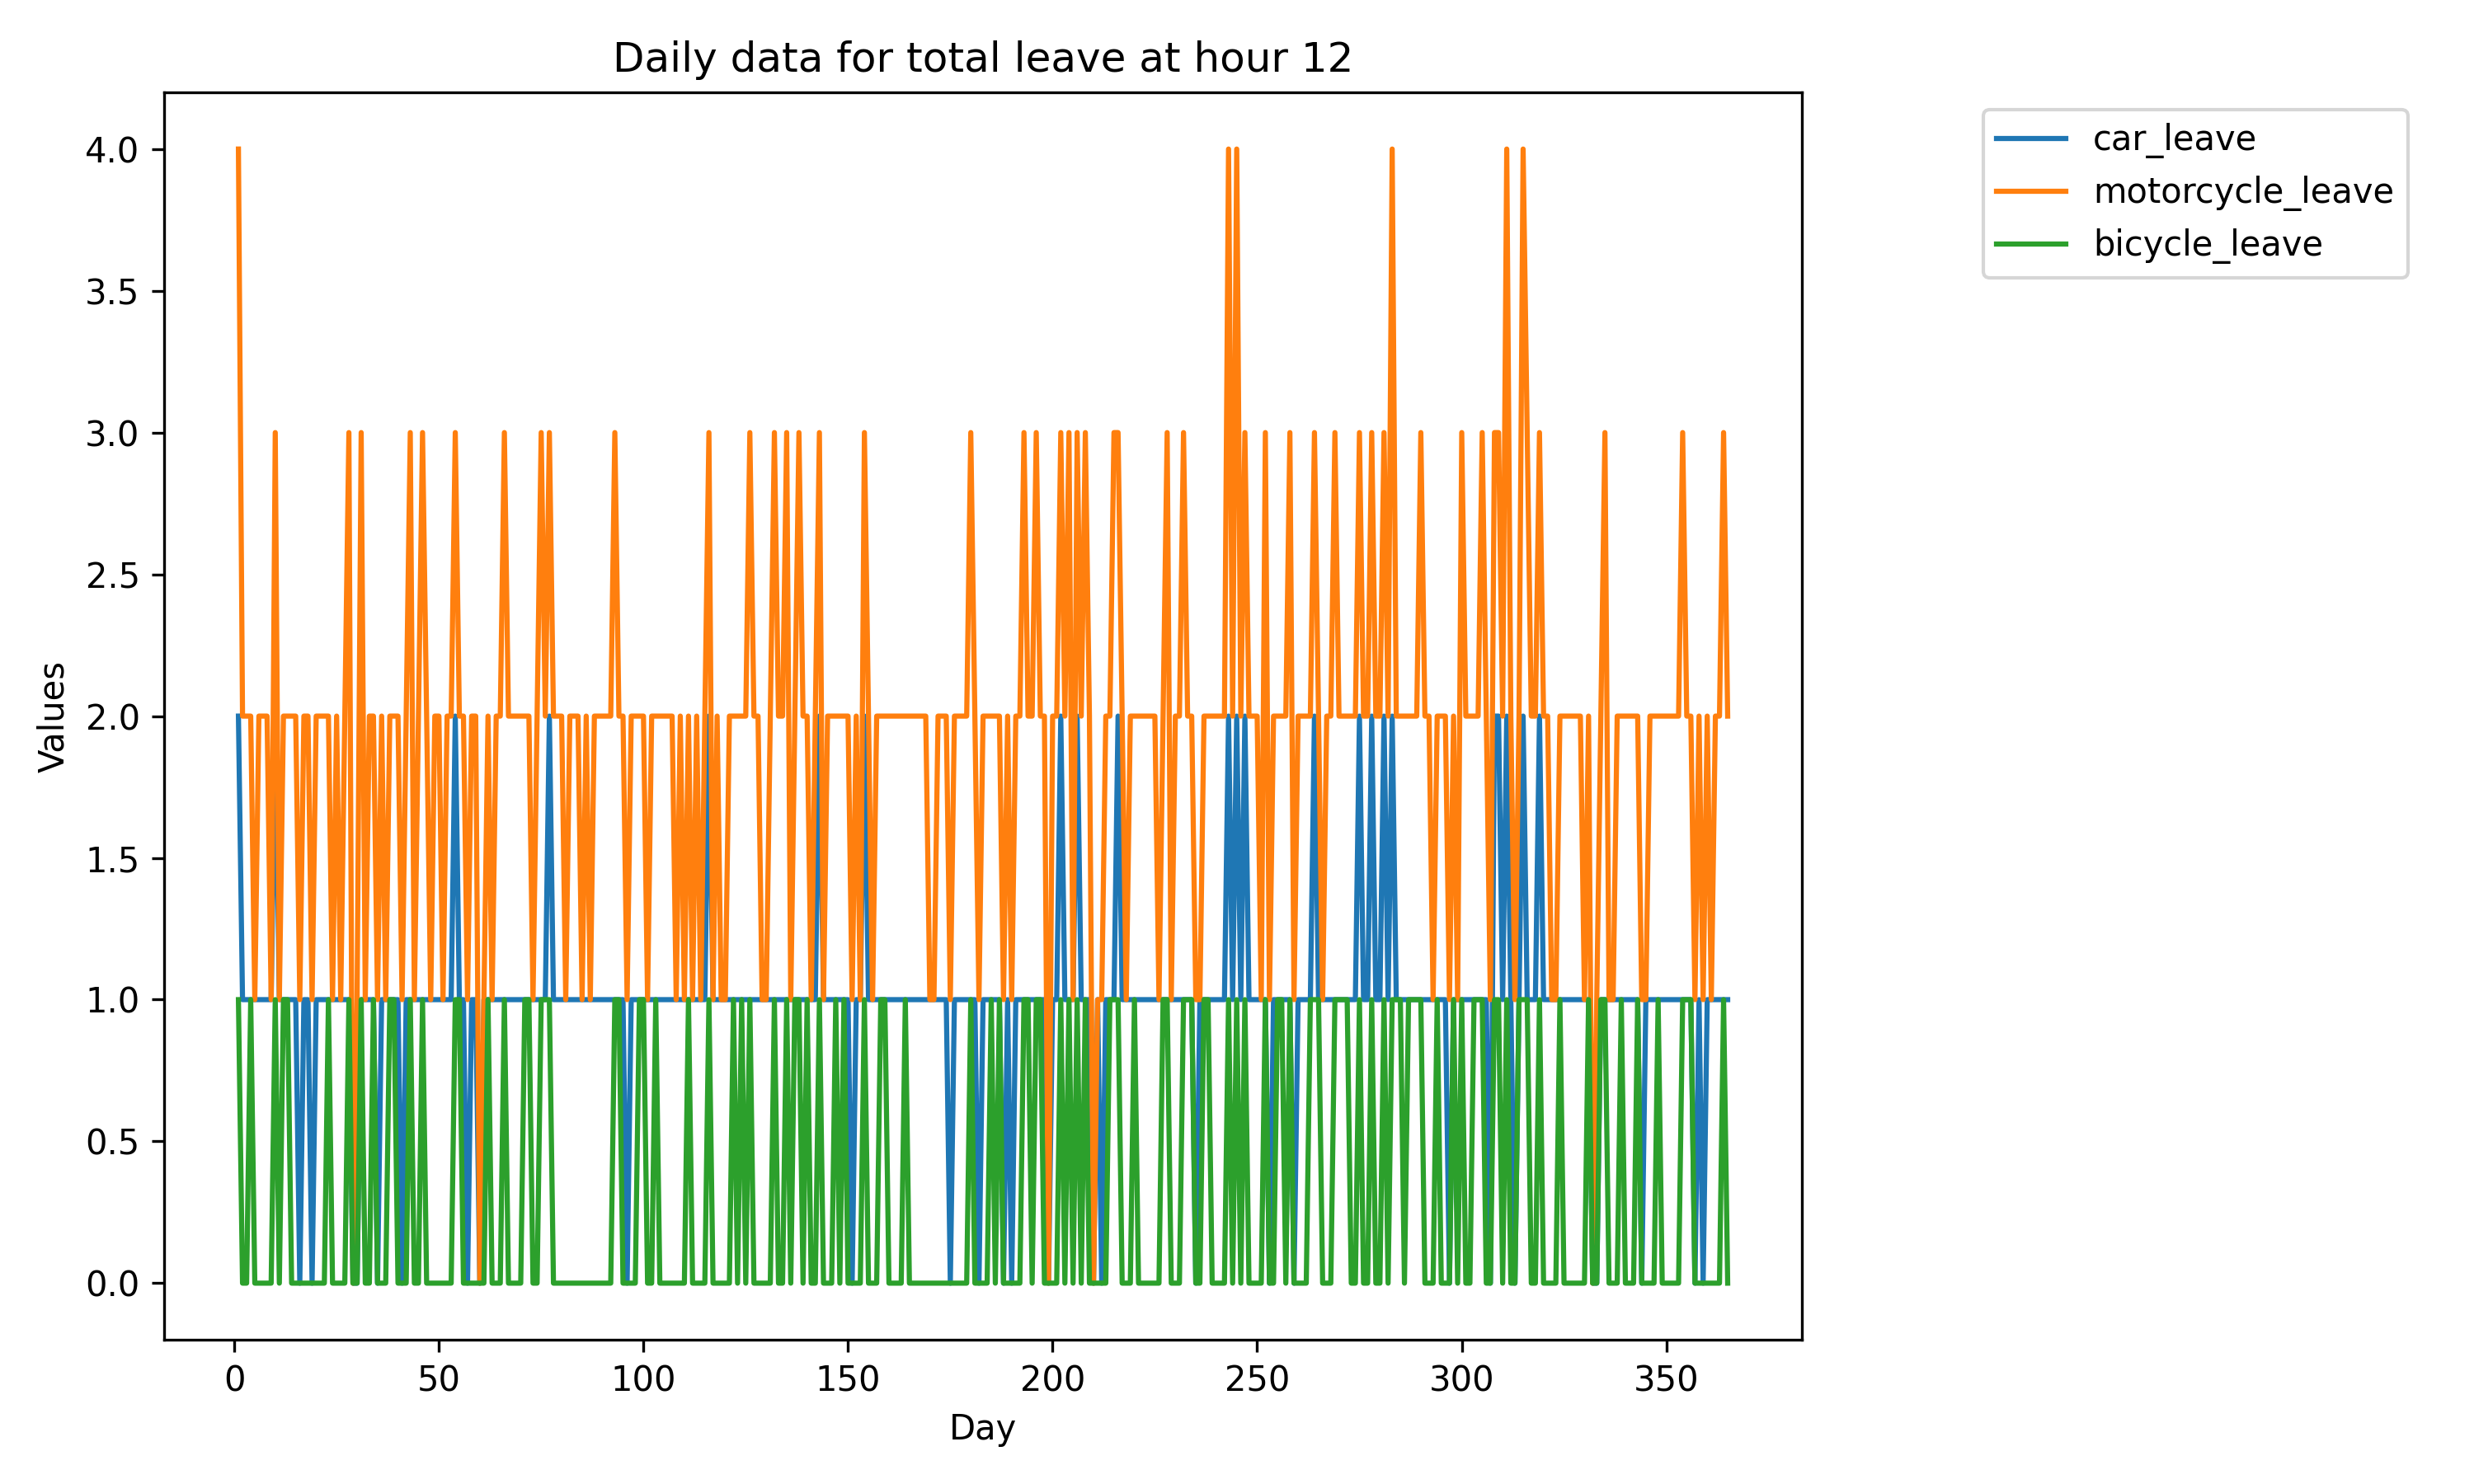 Daily data for total leave at hour 12
car_leave
motorcycle_leave
bicycle_leave
4.0
3.5
3.0
2.5
2.0
1.5
1.0
0.5
0.0
Values
0 50 100 150 200 250 300 350
Day